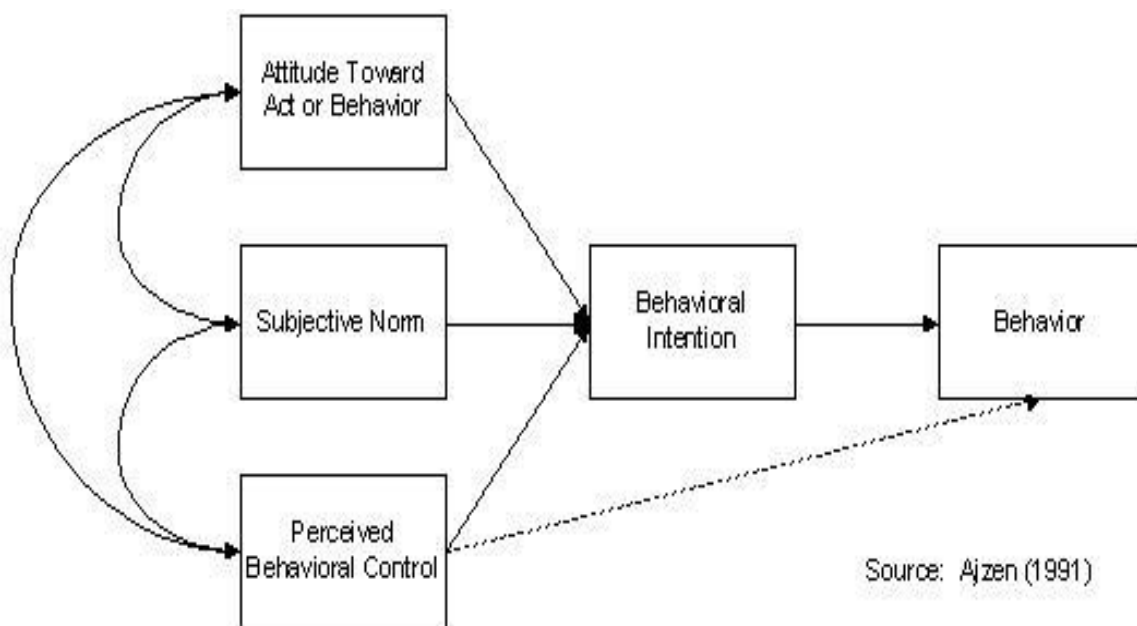 Attitude Toward
Act or Behavior
Subjective Norm
Behavioral
Intention
Behavior
Perceived
Behavioral Control
Source: Ajzen (1991)